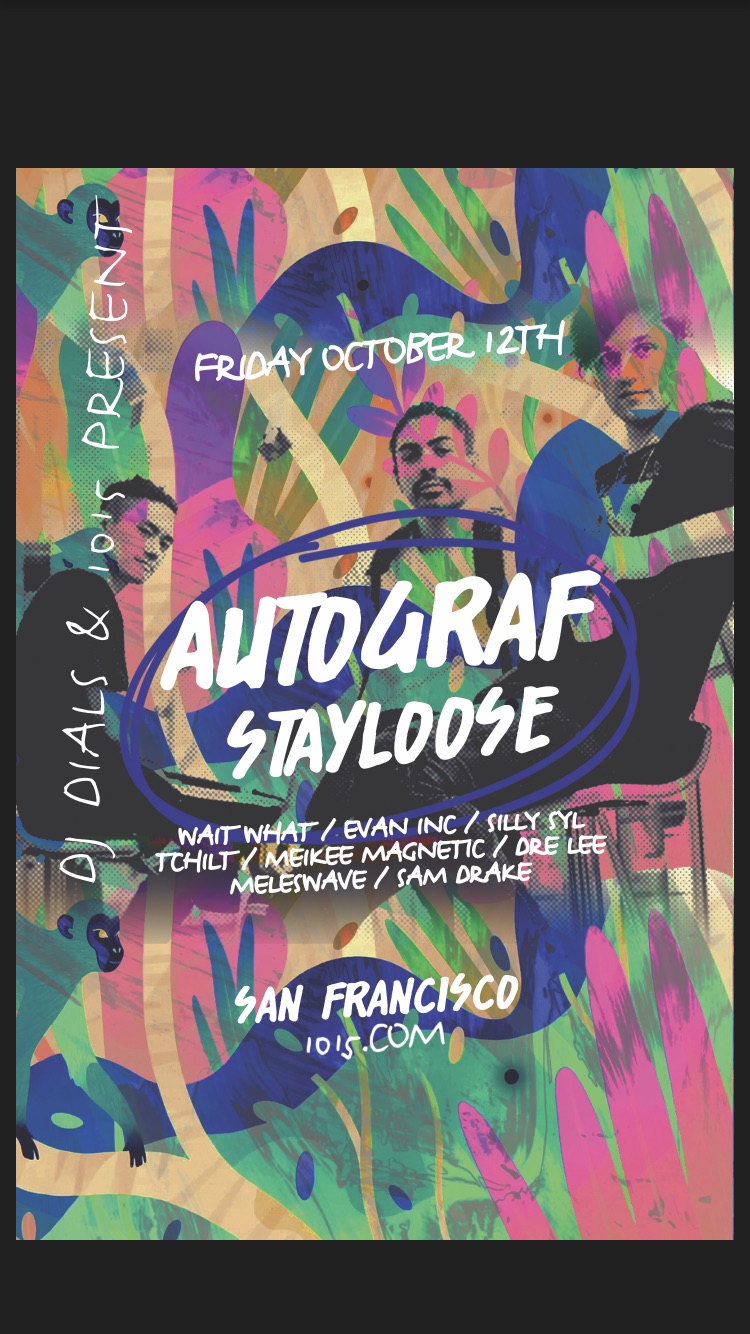 DJ DIALS & 1015 PRESENT
FRIDAY OCTOBER 12TH
AUTOGRAF
STAYLOOSE
WAIT WHAT / EVAN INC / SILLY SYL
TCHILT / MEIKEE MAGNETIC / DRE LEE
MELESWAVE / SAM DRAKE
SAN FRANCISCO
1015.COM